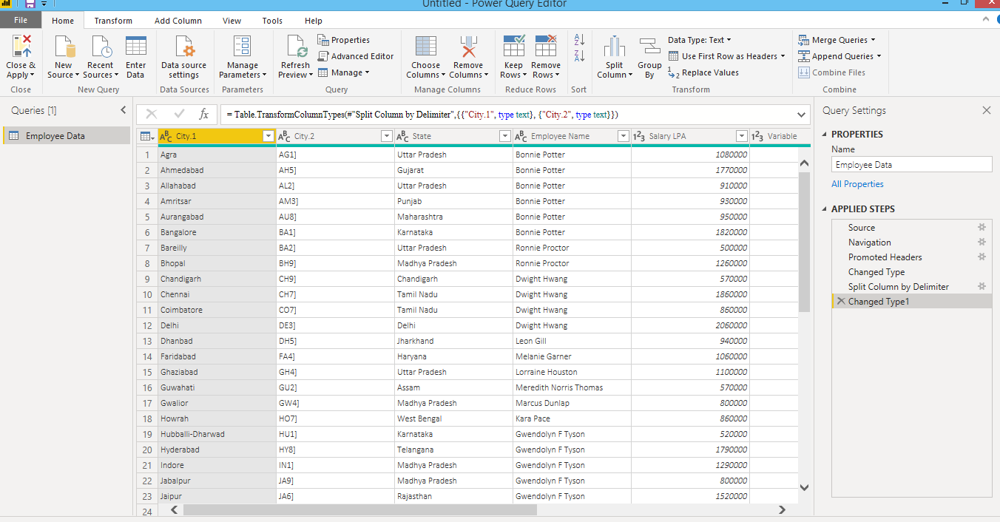 Untitled - Power Query Editor
File Home Transform Add Column View Tools Help
Close & Apply New Source Recent Sources Enter Data Data source settings Manage Parameters Refresh Preview Properties Advanced Editor Manage Choose Columns Remove Columns Keep Rows Remove Rows Split Column Group By Data Type: Text Use First Row as Headers Replace Values Merge Queries Append Queries Combine Files
Close New Query Data Sources Parameters Query Manage Columns Reduce Rows Sort Transform Combine
Queries [1]
Employee Data
fx = Table.TransformColumnTypes(#"Split Column by Delimiter",{{"City.1", type text}, {"City.2", type text}})
City.1 City.2 State Employee Name Salary LPA Variable
1 Agra AG1] Uttar Pradesh Bonnie Potter 1080000
2 Ahmedabad AH5] Gujarat Bonnie Potter 1770000
3 Allahabad AL2] Uttar Pradesh Bonnie Potter 910000
4 Amritsar AM3] Punjab Bonnie Potter 930000
5 Aurangabad AU8] Maharashtra Bonnie Potter 950000
6 Bangalore BA1] Karnataka Bonnie Potter 1820000
7 Bareilly BA2] Uttar Pradesh Ronnie Proctor 500000
8 Bhopal BH9] Madhya Pradesh Ronnie Proctor 1260000
9 Chandigarh CH9] Chandigarh Dwight Hwang 570000
10 Chennai CH7] Tamil Nadu Dwight Hwang 1860000
11 Coimbatore CO7] Tamil Nadu Dwight Hwang 860000
12 Delhi DE3] Delhi Dwight Hwang 2060000
13 Dhanbad DH5] Jharkhand Leon Gill 940000
14 Faridabad FA4] Haryana Melanie Garner 1060000
15 Ghaziabad GH4] Uttar Pradesh Lorraine Houston 1100000
16 Guwahati GU2] Assam Meredith Norris Thomas 570000
17 Gwalior GW4] Madhya Pradesh Marcus Dunlap 800000
18 Howrah HO7] West Bengal Kara Pace 860000
19 Hubballi-Dharwad HU1] Karnataka Gwendolyn F Tyson 520000
20 Hyderabad HY8] Telangana Gwendolyn F Tyson 1790000
21 Indore IN1] Madhya Pradesh Gwendolyn F Tyson 1290000
22 Jabalpur JA9] Madhya Pradesh Gwendolyn F Tyson 800000
23 Jaipur JA6] Rajasthan Gwendolyn F Tyson 1520000
24
Query Settings
PROPERTIES
Name
Employee Data
All Properties
APPLIED STEPS
Source
Navigation
Promoted Headers
Changed Type
Split Column by Delimiter
Changed Type1